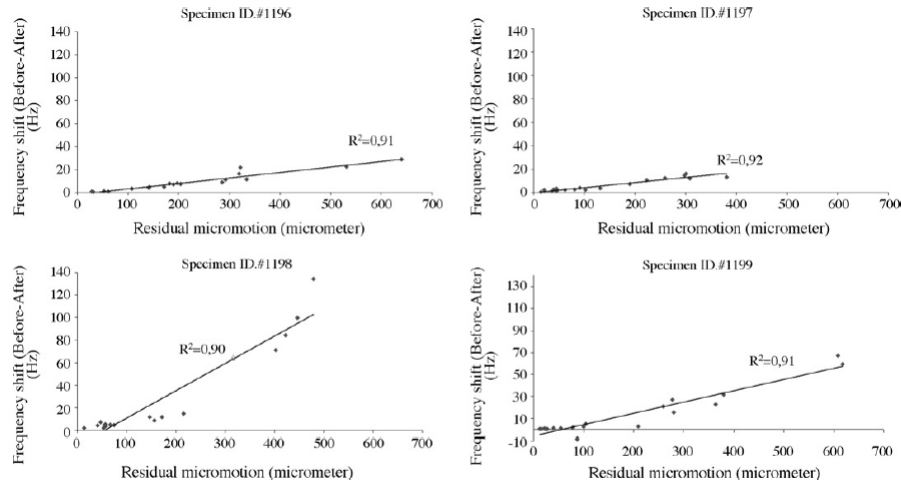 Specimen ID.#1196
Frequency shift (Before-After)
(Hz)
140
120
100
80
60
40
20
0
R²=0,91
0 100 200 300 400 500 600 700
Residual micromotion (micrometer)
Specimen ID.#1197
Frequency shift (Before-After)
(Hz)
140
120
100
80
60
40
20
0
R²=0,92
0 100 200 300 400 500 600 700
Residual micromotion (micrometer)
Specimen ID.#1198
Frequency shift (Before-After)
(Hz)
140
120
100
80
60
40
20
0
R²=0,90
0 100 200 300 400 500 600 700
Residual micromotion (micrometer)
Specimen ID.#1199
Frequency shift (Before-After)
(Hz)
130
110
90
70
50
30
10
-10
R²=0,91
0 100 200 300 400 500 600 700
Residual micromotion (micrometer)